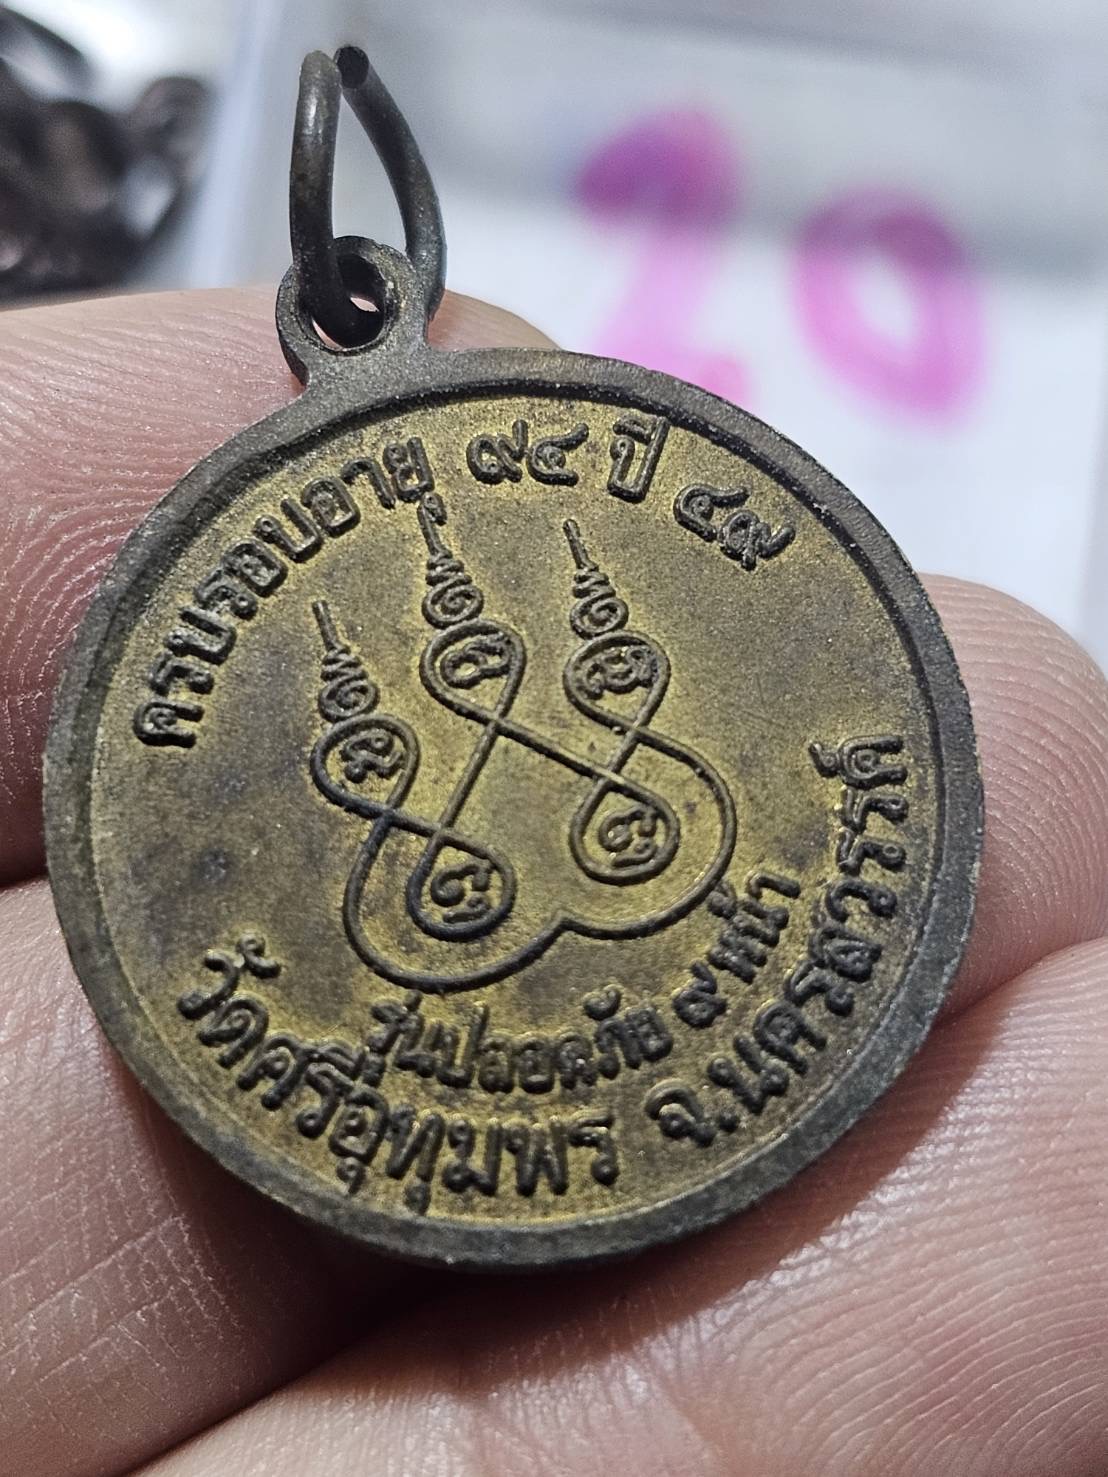 ครบรอบอายุ ๙๔ ปี ๔๙
รุ่นปลอดภัย ๙ หน้า
วัดศรีอุทุมพร จ.นครสวรรค์
20